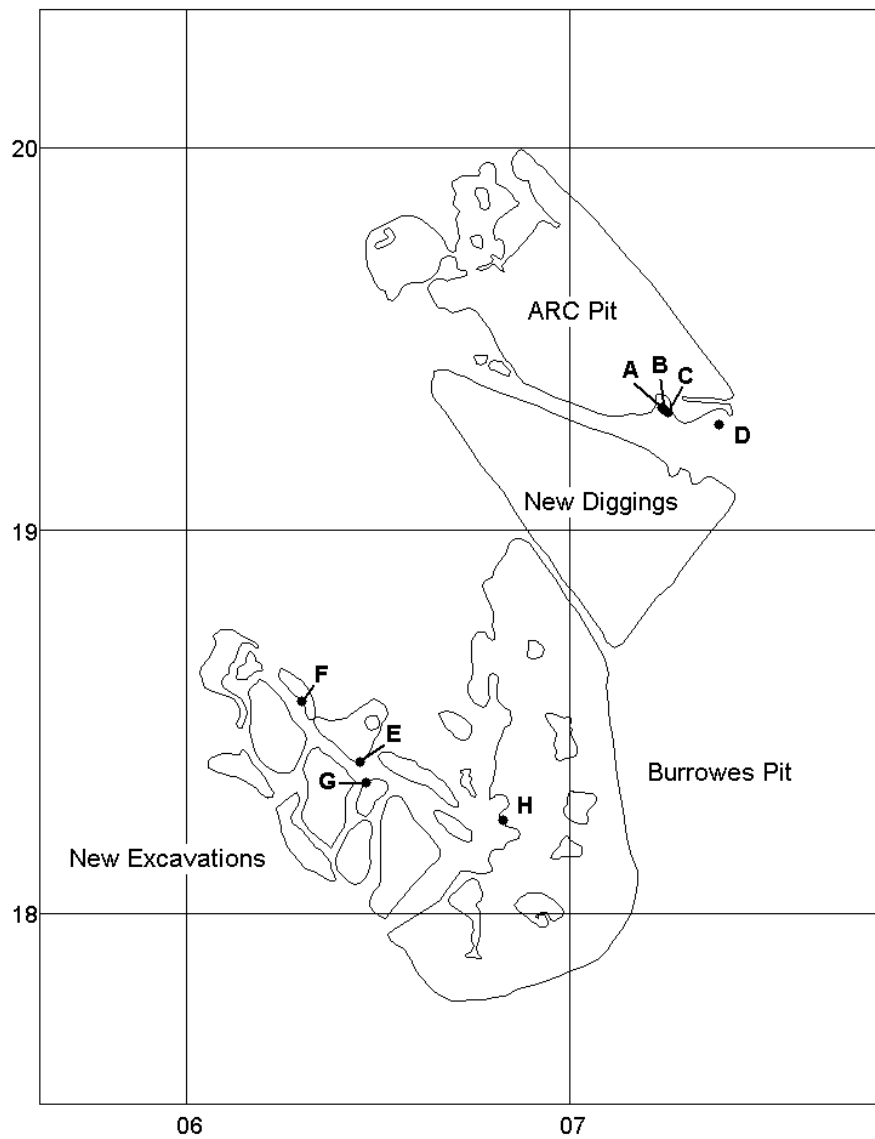 20
ARC Pit
B
A
C
D
New Diggings
19
F
E
G
Burrowes Pit
H
New Excavations
18
06
07